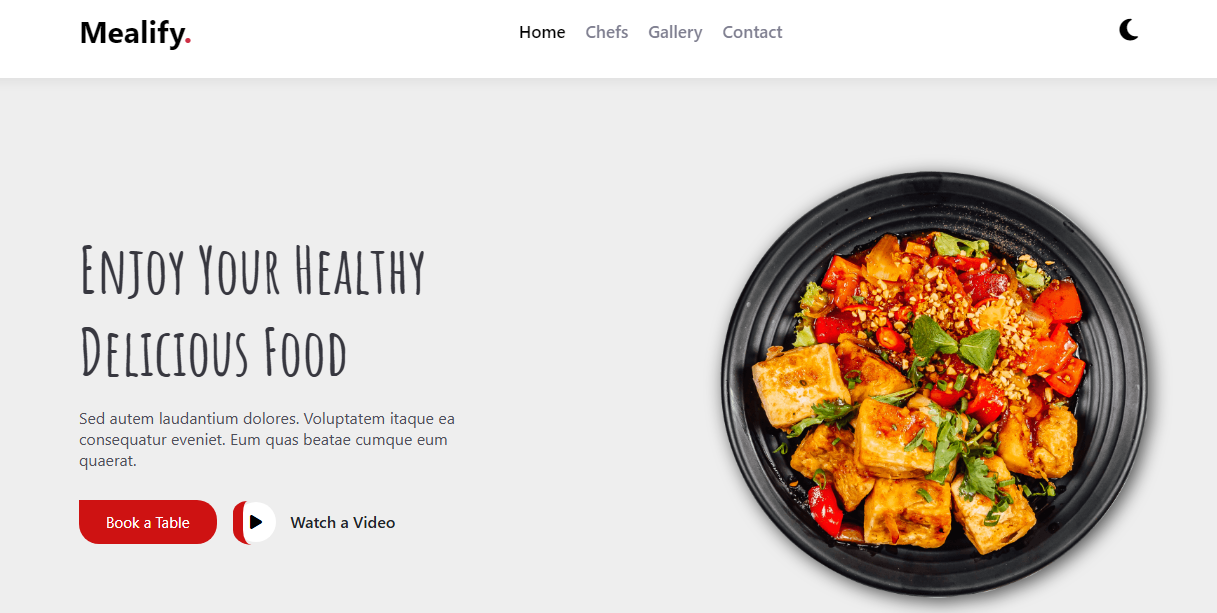 Mealify.
Home Chefs Gallery Contact
Enjoy Your Healthy
Delicious Food
Sed autem laudantium dolores. Voluptatem itaque ea
consequatur eveniet. Eum quas beatae cumque eum
quaerat.
Book a Table
Watch a Video